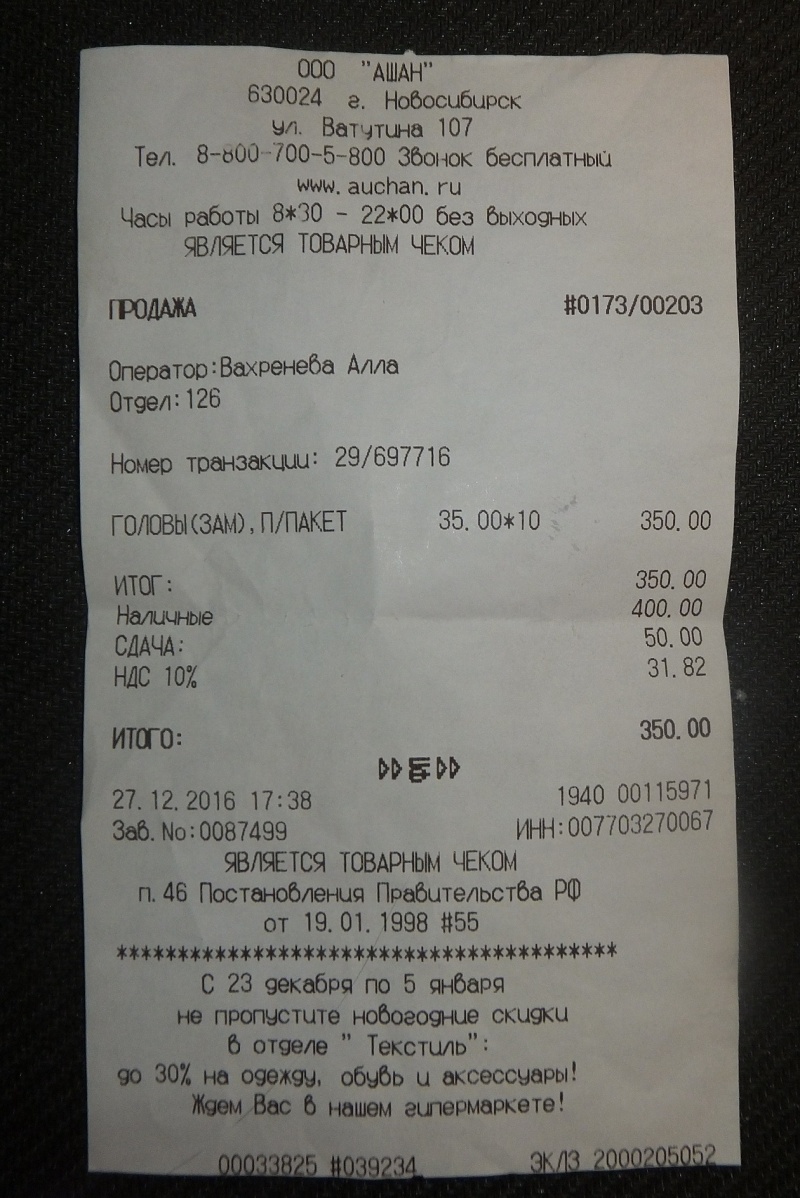 ООО "АШАН"
630024 г. Новосибирск
ул. Ватутина 107
Тел. 8-800-700-5-800 Звонок бесплатный
www.auchan.ru
Часы работы 8*30 - 22*00 без выходных
ЯВЛЯЕТСЯ ТОВАРНЫМ ЧЕКОМ
ПРОДАЖА #0173/00203
Оператор:Вахренева Алла
Отдел:126
Номер транзакции: 29/697716
ГОЛОВЫ(ЗАМ),П/ПАКЕТ 35.00*10 350.00
ИТОГ: 350.00
Наличные 400.00
СДАЧА: 50.00
НДС 10% 31.82
ИТОГО: 350.00
27.12.2016 17:38 1940 00115971
Зав.No:0087499 ИНН:007703270067
ЯВЛЯЕТСЯ ТОВАРНЫМ ЧЕКОМ
п.46 Постановления Правительства РФ
от 19.01.1998 #55
*****************************************
С 23 декабря по 5 января
не пропустите новогодние скидки
в отделе " Текстиль":
до 30% на одежду, обувь и аксессуары!
Ждем Вас в нашем гипермаркете!
00033825 #039234 ЭКЛЗ 2000205052